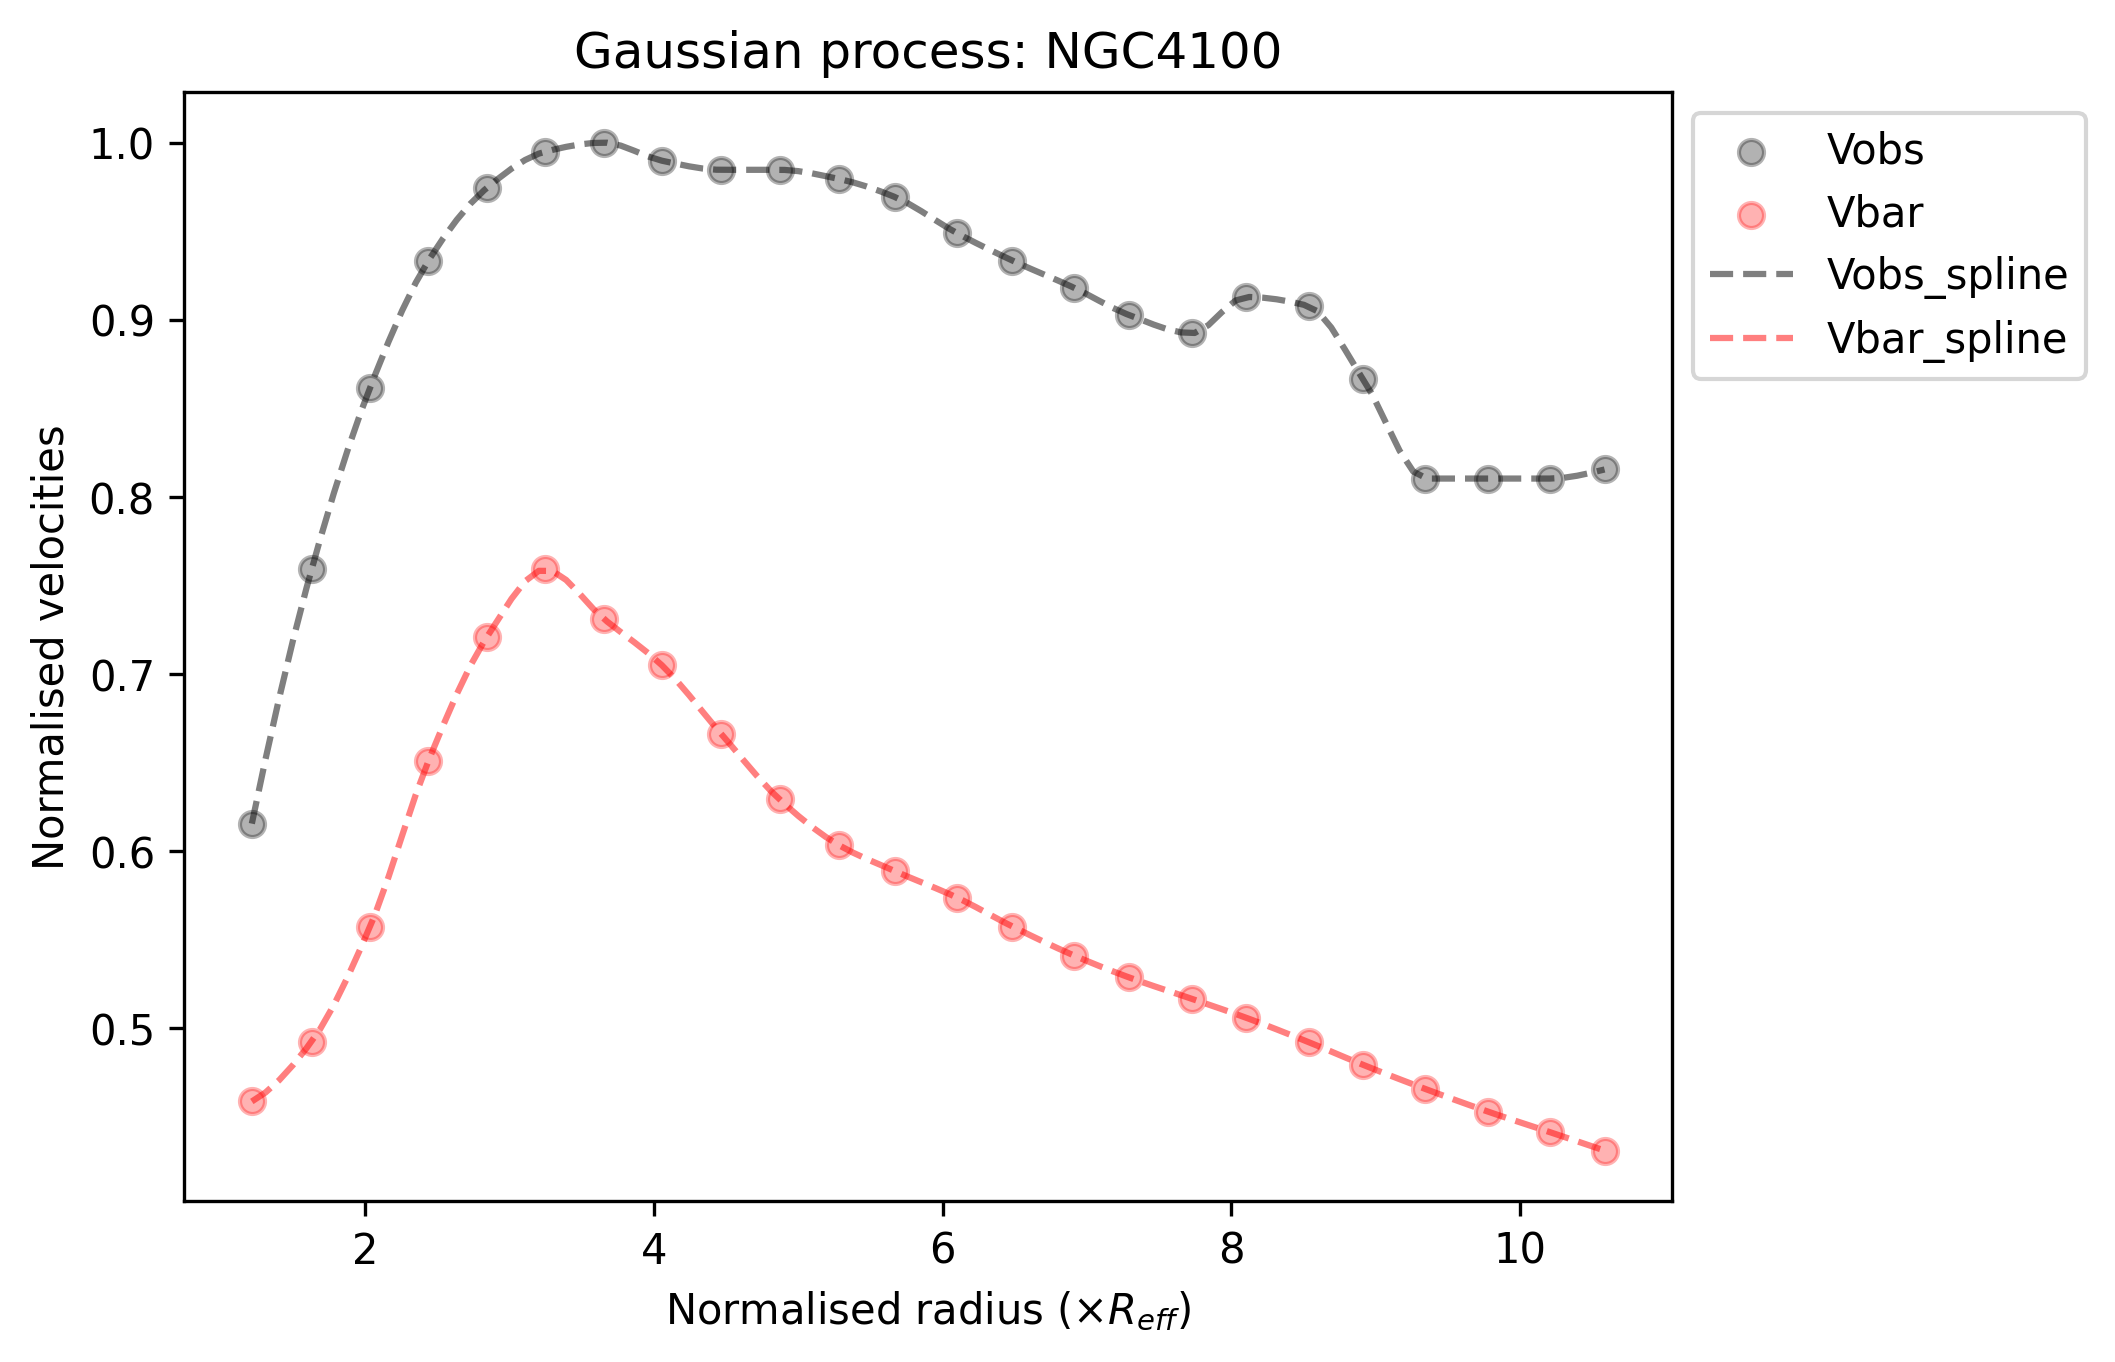 Gaussian process: NGC4100
Normalised velocities
1.0
0.9
0.8
0.7
0.6
0.5
2 4 6 8 10
Normalised radius (×R_eff)
Vobs
Vbar
Vobs_spline
Vbar_spline